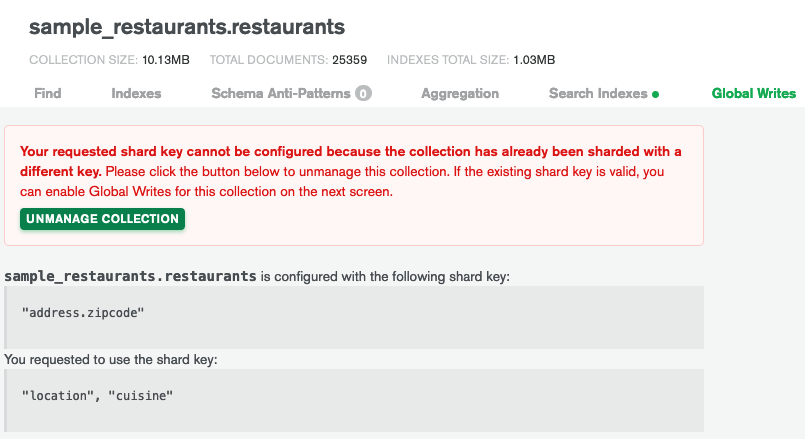 sample_restaurants.restaurants
COLLECTION SIZE: 10.13MB TOTAL DOCUMENTS: 25359 INDEXES TOTAL SIZE: 1.03MB
Find Indexes Schema Anti-Patterns 0 Aggregation Search Indexes Global Writes
Your requested shard key cannot be configured because the collection has already been sharded with a
different key. Please click the button below to unmanage this collection. If the existing shard key is valid, you
can enable Global Writes for this collection on the next screen.
UNMANAGE COLLECTION
sample_restaurants.restaurants is configured with the following shard key:
"address.zipcode"
You requested to use the shard key:
"location", "cuisine"